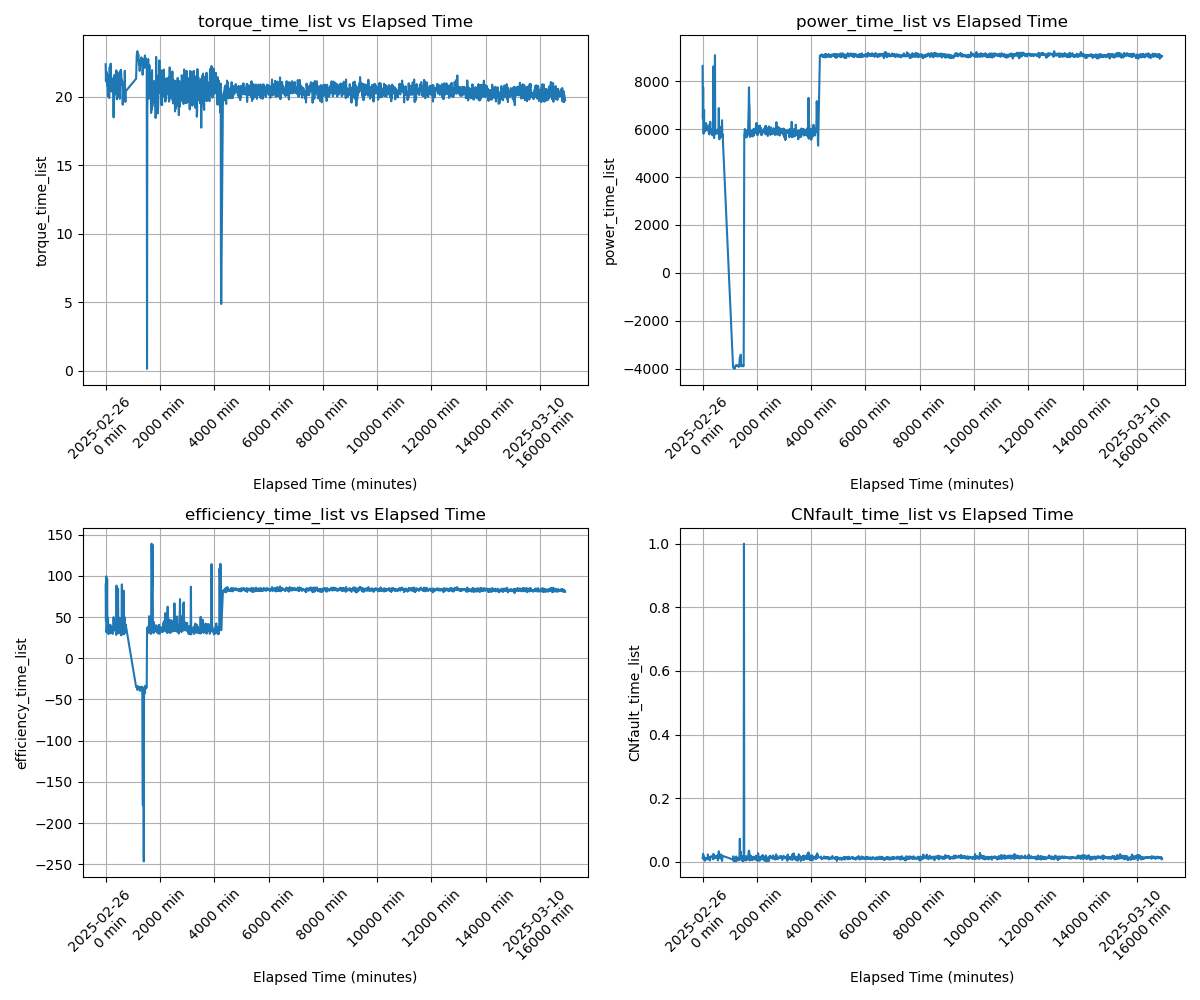 torque_time_list vs Elapsed Time
torque_time_list
20
15
10
5
0
2025-02-26
0 min
2000 min
4000 min
6000 min
8000 min
10000 min
12000 min
14000 min
2025-03-10
16000 min
Elapsed Time (minutes)
power_time_list vs Elapsed Time
power_time_list
8000
6000
4000
2000
0
−2000
−4000
2025-02-26
0 min
2000 min
4000 min
6000 min
8000 min
10000 min
12000 min
14000 min
2025-03-10
16000 min
Elapsed Time (minutes)
efficiency_time_list vs Elapsed Time
efficiency_time_list
150
100
50
0
−50
−100
−150
−200
−250
2025-02-26
0 min
2000 min
4000 min
6000 min
8000 min
10000 min
12000 min
14000 min
2025-03-10
16000 min
Elapsed Time (minutes)
CNfault_time_list vs Elapsed Time
CNfault_time_list
1.0
0.8
0.6
0.4
0.2
0.0
2025-02-26
0 min
2000 min
4000 min
6000 min
8000 min
10000 min
12000 min
14000 min
2025-03-10
16000 min
Elapsed Time (minutes)